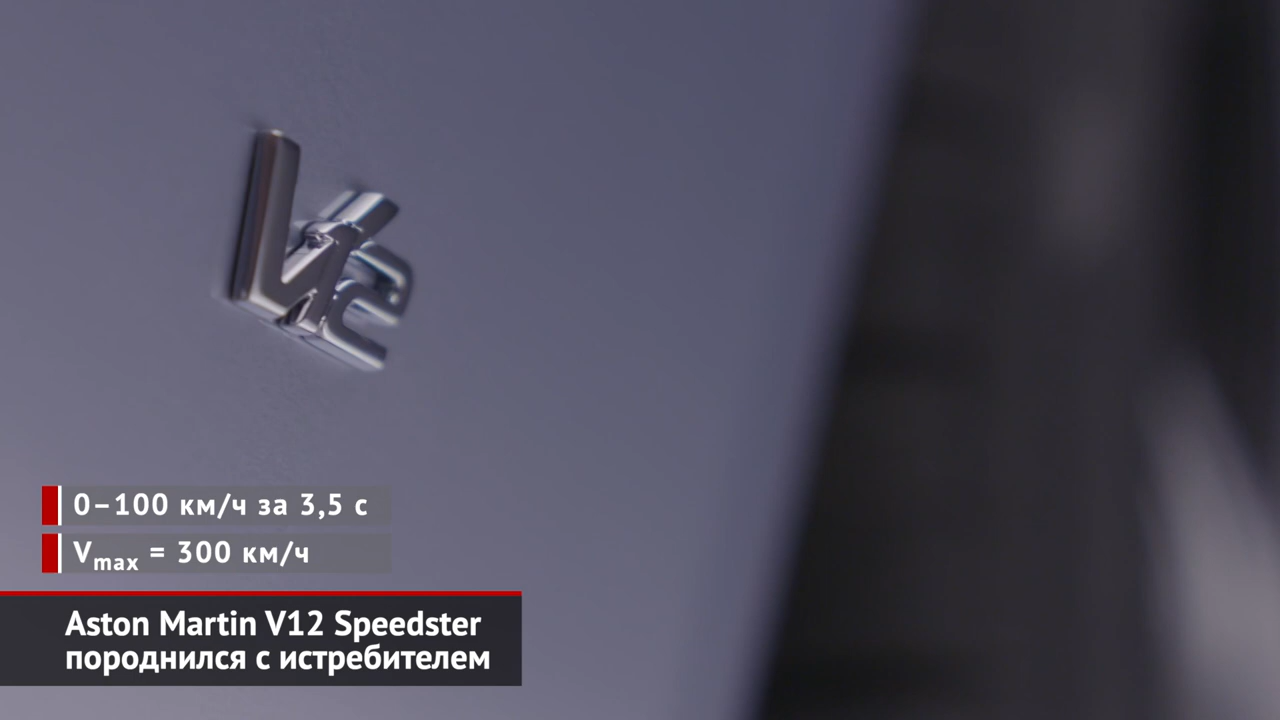 V12
0–100 км/ч за 3,5 с
Vmax = 300 км/ч
Aston Martin V12 Speedster
породнился с истребителем